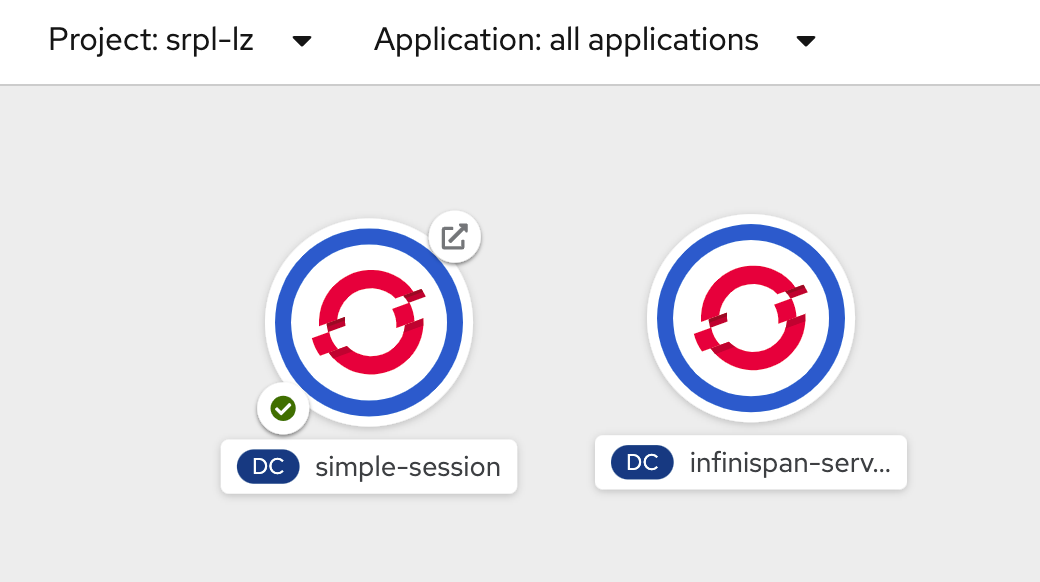 Project: srpl-lz Application: all applications
DC simple-session
DC infinispan-serv...